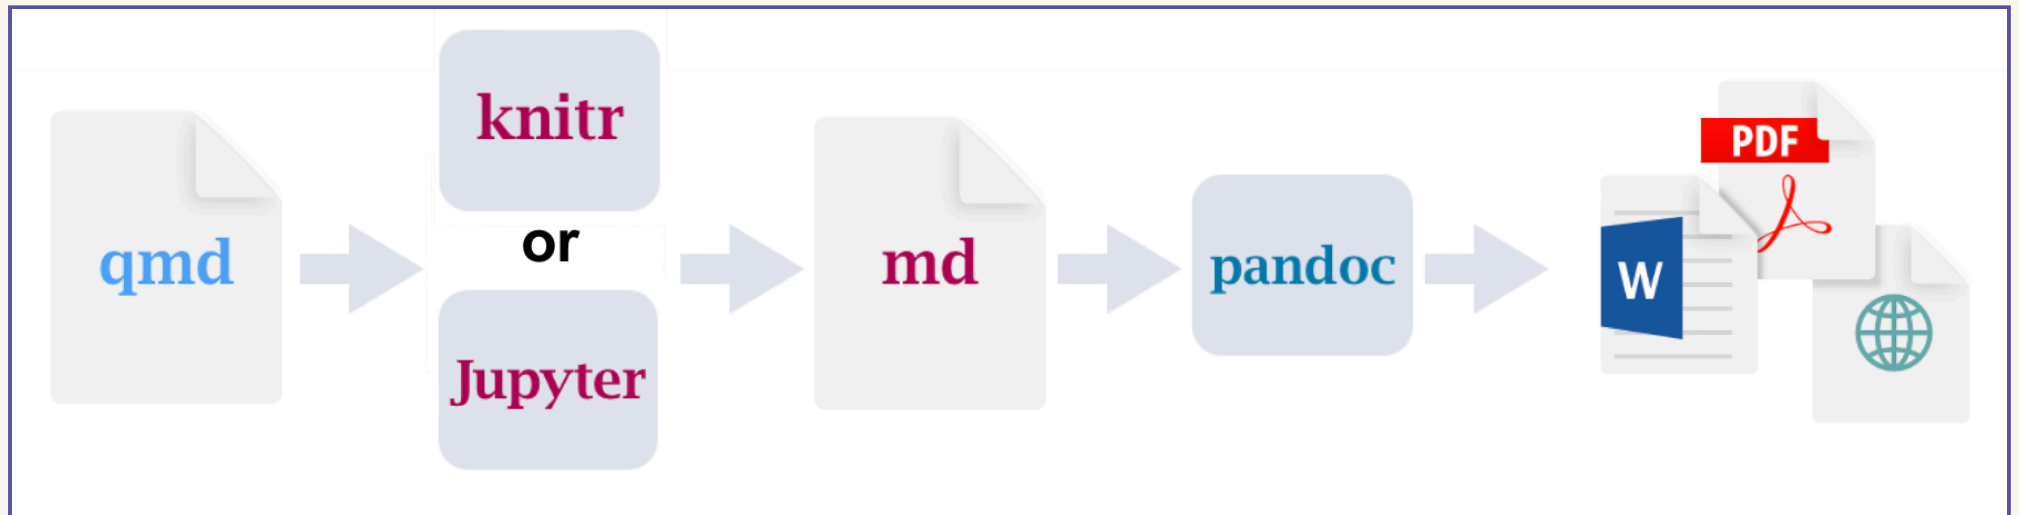 qmd
knitr
or
Jupyter
md
pandoc
W
PDF